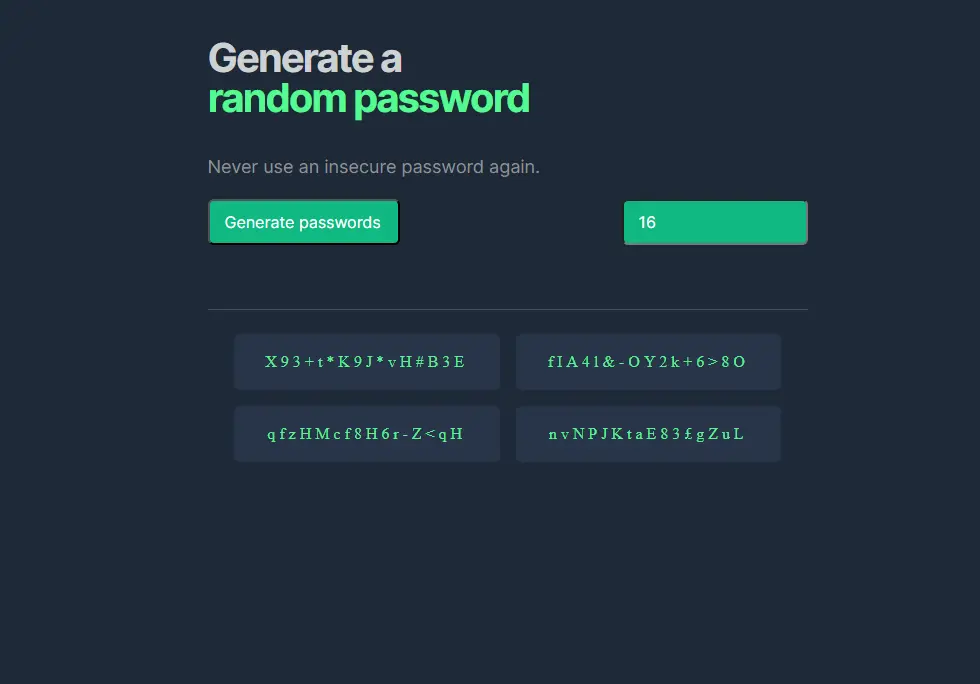 Generate a
random password
Never use an insecure password again.
Generate passwords
16
X93+t*K9J*vH#B3E
fIA41&-OY2k+6>8O
qfzHMcf8H6r-Z<qH
nvNPJKtaE83£gZuL